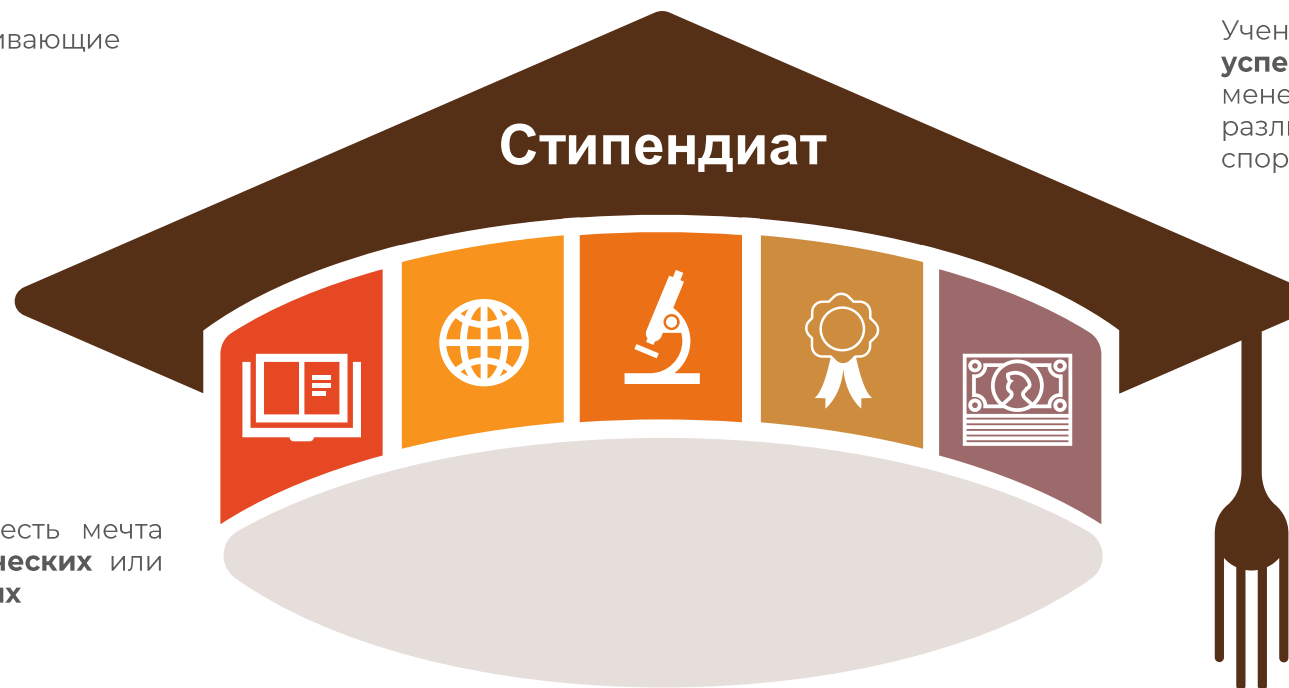 ивающие
Стипендиат
Учен
успе
мене
разл
спор
есть мечта
ческих или
их